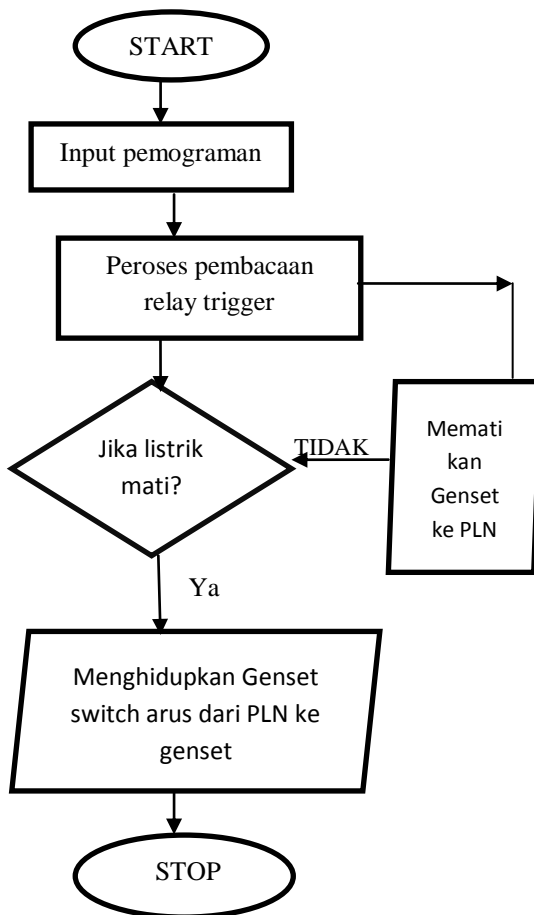 START
Input pemograman
Peroses pembacaan
relay trigger
Jika listrik
mati?
TIDAK
Memati
kan
Genset
ke PLN
Ya
Menghidupkan Genset
switch arus dari PLN ke
genset
STOP